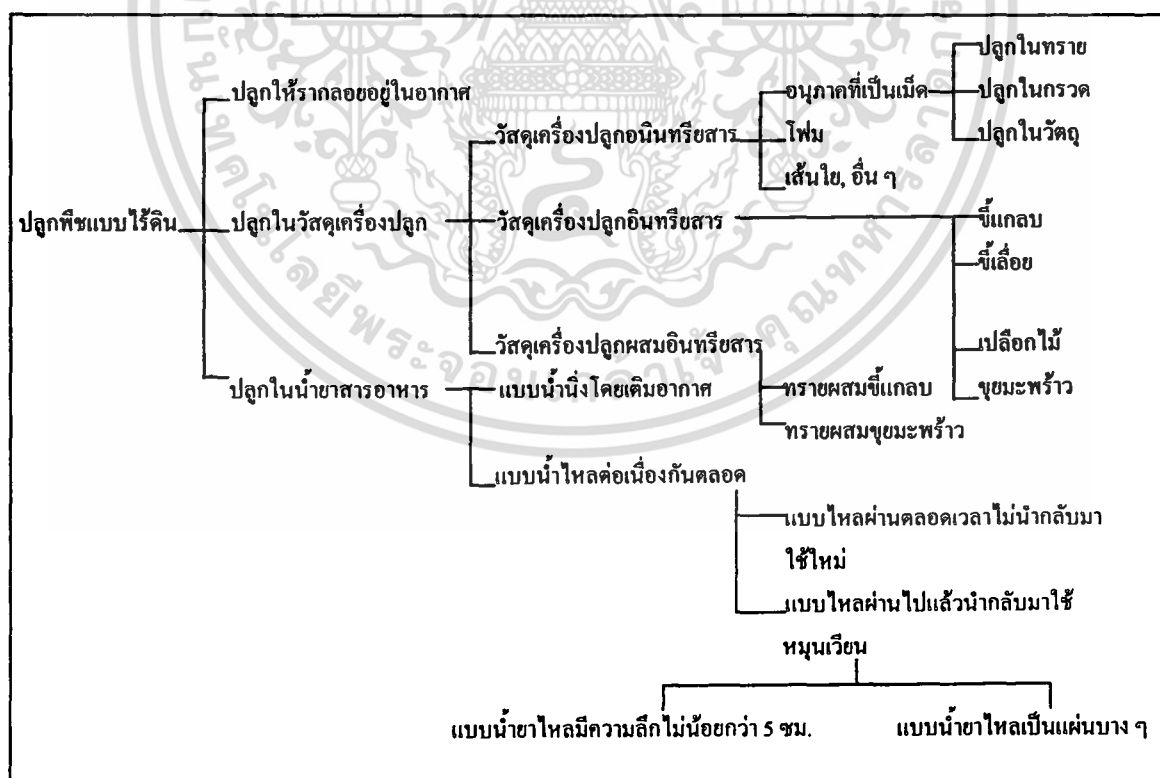 ปลูกในทราย
ปลูกให้รากลอยอยู่ในอากาศ
อนุภาคที่เป็นเม็ด
ปลูกในกรวด
วัสดุเครื่องปลูกอนินทรียสาร
โฟม
ปลูกในวัตถุ
เส้นใย, อื่น ๆ
ปลูกพืชแบบไร้ดิน
ปลูกในวัสดุเครื่องปลูก
วัสดุเครื่องปลูกอินทรียสาร
ขี้แกลบ
ขี้เลื่อย
วัสดุเครื่องปลูกผสมอินทรียสาร
เปลือกไม้
ปลูกในน้ำยาสารอาหาร
แบบน้ำนิ่งโดยเติมอากาศ
ทรายผสมขี้แกลบ
ขุยมะพร้าว
ทรายผสมขุยมะพร้าว
แบบน้ำไหลต่อเนื่องกันตลอด
แบบไหลผ่านตลอดเวลาไม่นำกลับมา
ใช้ใหม่
แบบไหลผ่านไปแล้วนำกลับมาใช้
หมุนเวียน
แบบน้ำยาไหลมีความลึกไม่น้อยกว่า 5 ซม.
แบบน้ำยาไหลเป็นแผ่นบาง ๆ